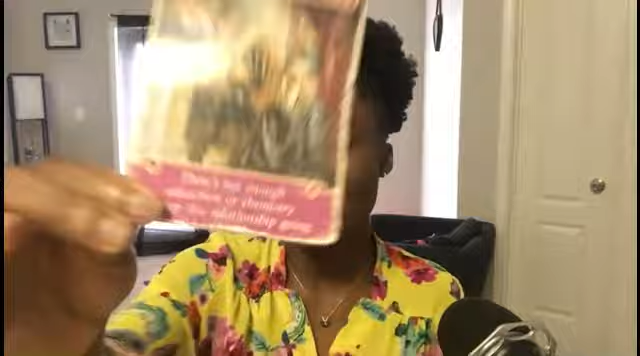 There's not enough
attraction or chemistry
relationship